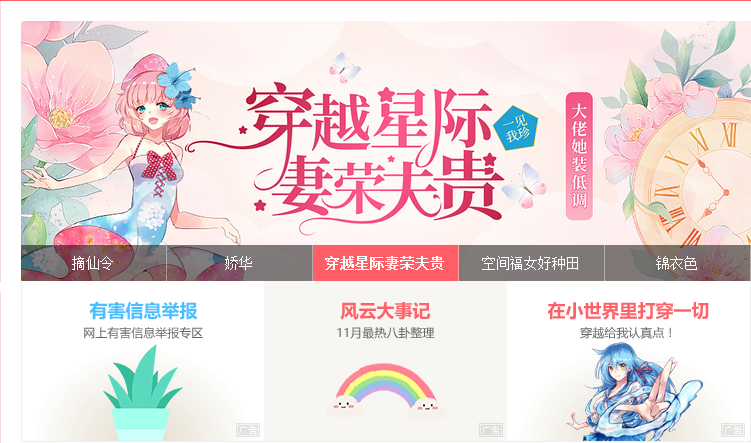 穿越星际
妻荣夫贵
一见
我珍
大佬她装低调
摘仙令
娇华
穿越星际妻荣夫贵
空间福女好种田
锦衣色
有害信息举报
网上有害信息举报专区
风云大事记
11月最热八卦整理
在小世界里打穿一切
穿越给我认真点！
广告
广告
广告